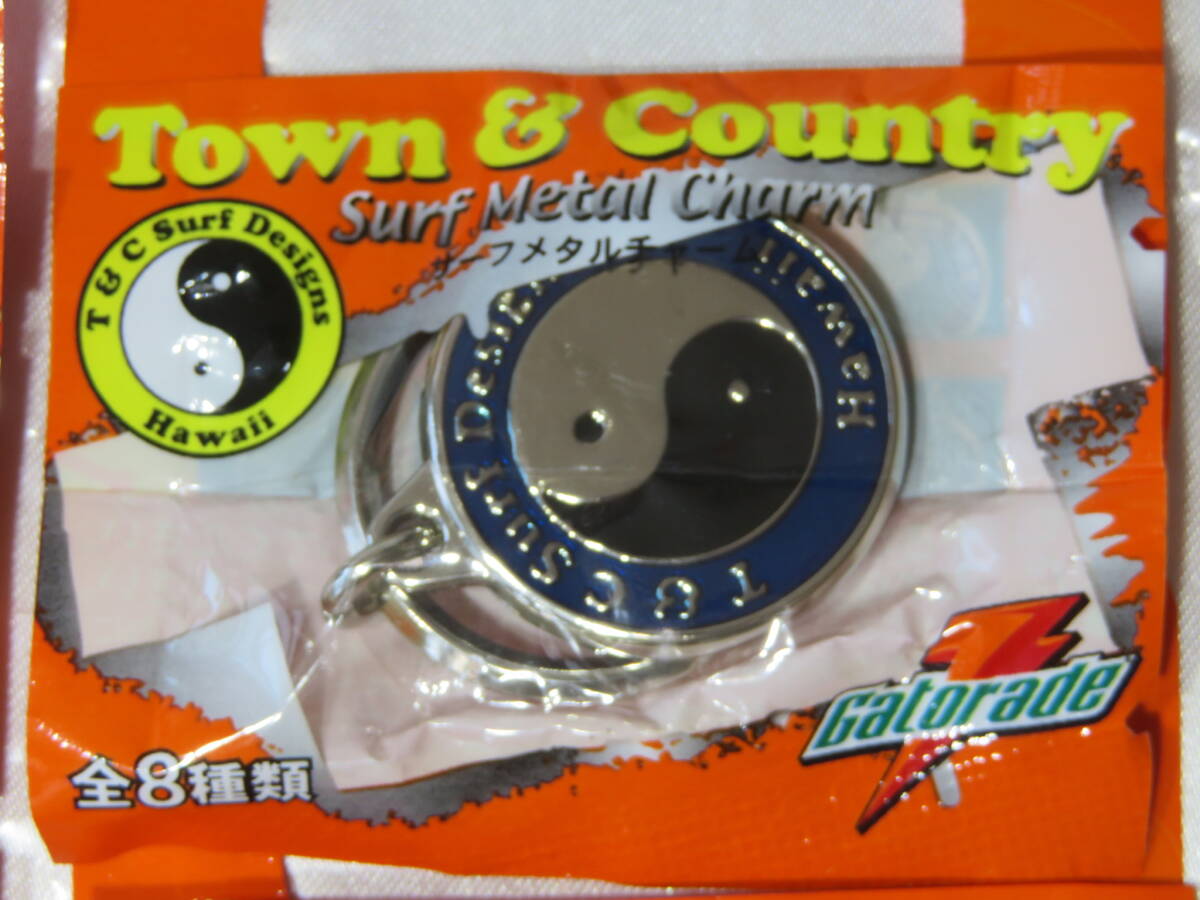 Town & Country
Surf Metal Charm
サーフメタルチャーム
T & C Surf Designs
Hawaii
T & C Surf Designs
Hawaii
Gatorade
全8種類